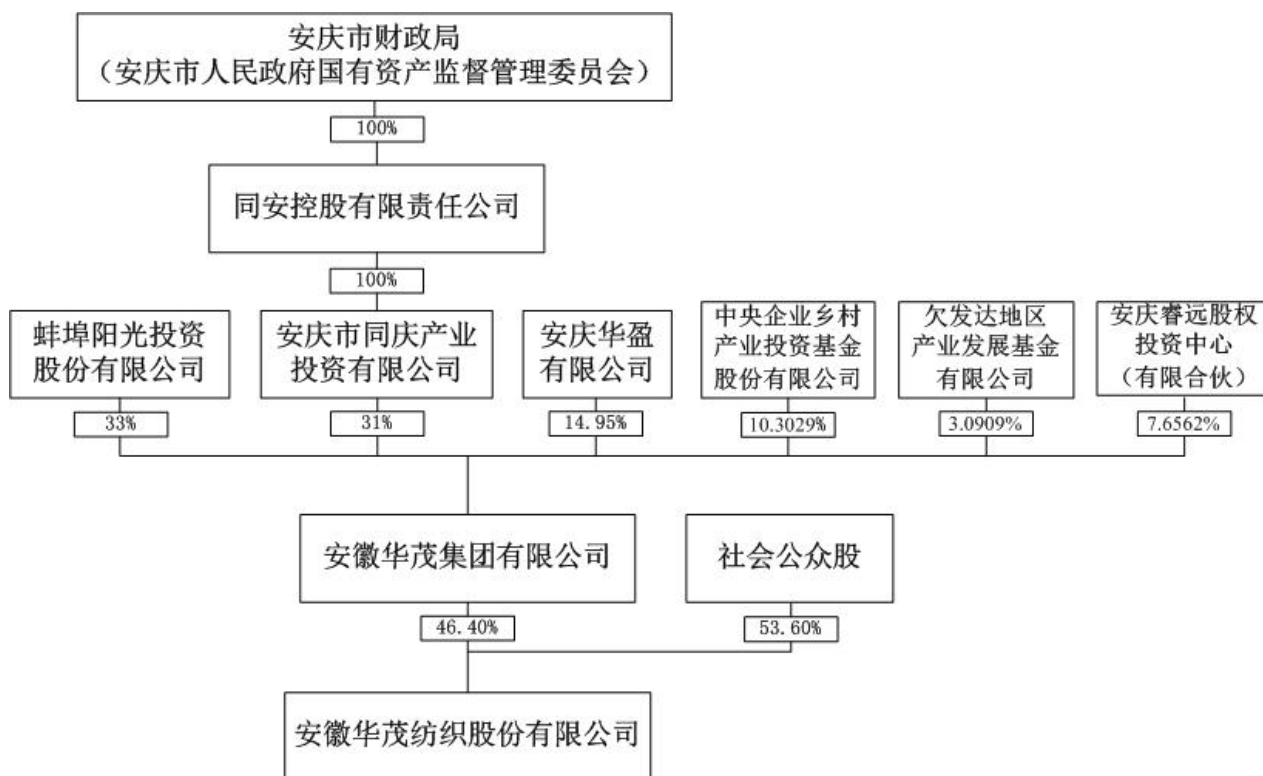 安庆市财政局
（安庆市人民政府国有资产监督管理委员会）
100%
同安控股有限责任公司
100%
蚌埠阳光投资
股份有限公司
安庆市同庆产业
投资有限公司
安庆华盈
有限公司
中央企业乡村
产业投资基金
股份有限公司
欠发达地区
产业发展基金
有限公司
安庆睿远股权
投资中心
（有限合伙）
33%
31%
14.95%
10.3029%
3.0909%
7.6562%
安徽华茂集团有限公司
社会公众股
46.40%
53.60%
安徽华茂纺织股份有限公司